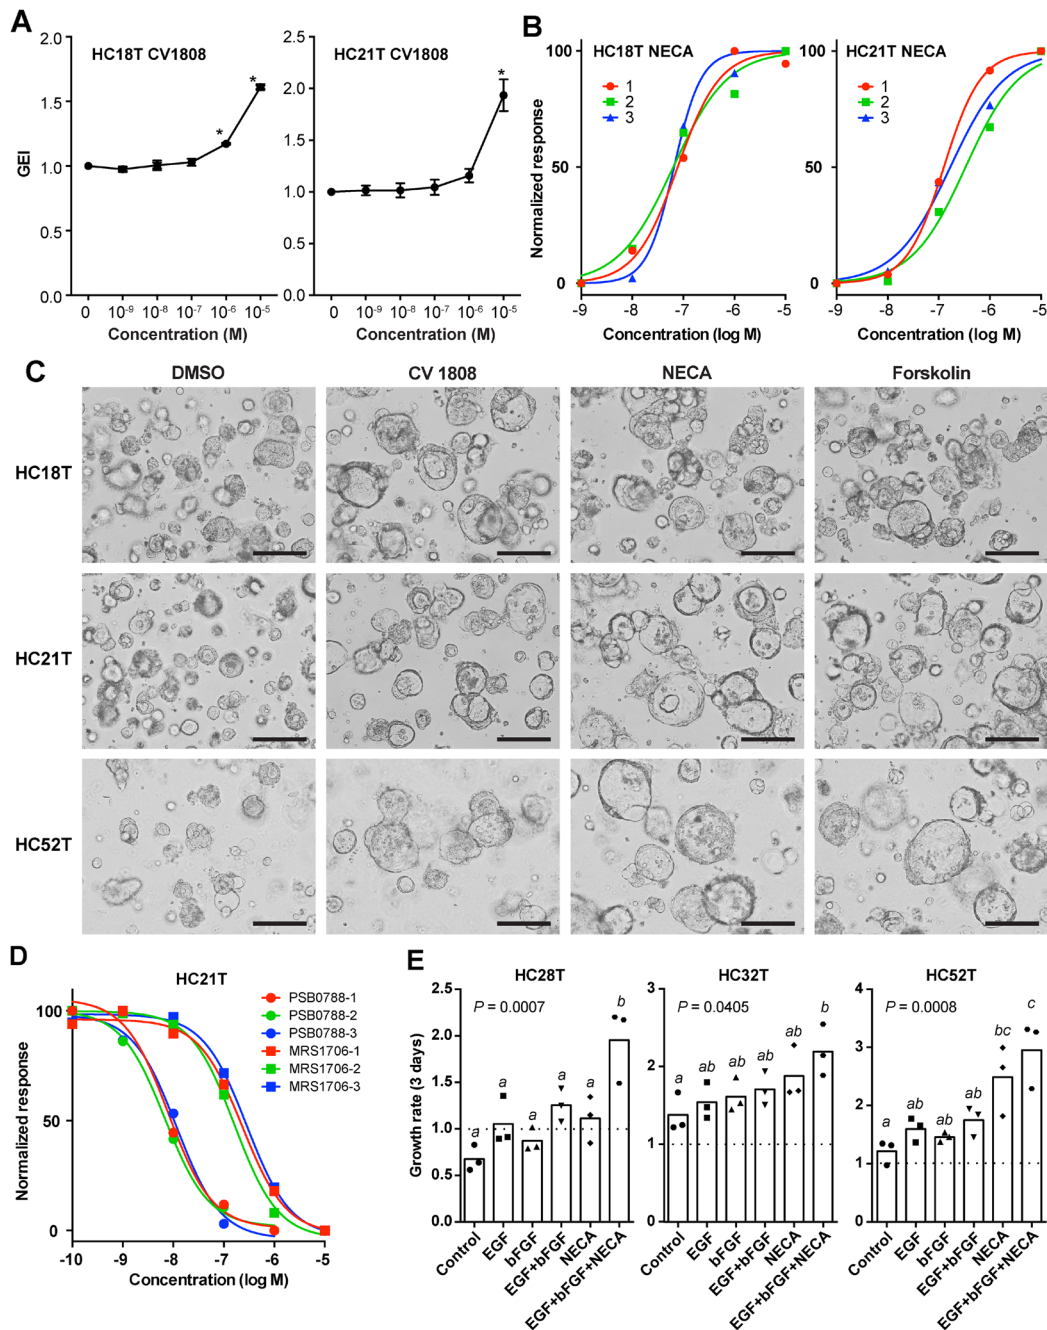 A
HC18T CV1808
GEI
2.0
1.5
1.0
0.5
0.0
*
*
0
10⁻⁹
10⁻⁸
10⁻⁷
10⁻⁶
10⁻⁵
Concentration (M)
HC21T CV1808
2.5
2.0
1.5
1.0
0.5
0.0
*
0
10⁻⁹
10⁻⁸
10⁻⁷
10⁻⁶
10⁻⁵
Concentration (M)
B
HC18T NECA
1
2
3
Normalized response
100
50
0
-9
-8
-7
-6
-5
Concentration (log M)
HC21T NECA
1
2
3
100
50
0
-9
-8
-7
-6
-5
Concentration (log M)
C
DMSO
CV 1808
NECA
Forskolin
HC18T
HC21T
HC52T
D
HC21T
PSB0788-1
PSB0788-2
PSB0788-3
MRS1706-1
MRS1706-2
MRS1706-3
Normalized response
100
50
0
-10
-9
-8
-7
-6
-5
Concentration (log M)
E
HC28T
P = 0.0007
Growth rate (3 days)
2.5
2.0
1.5
1.0
0.5
0.0
a
a
a
a
a
b
Control
EGF
bFGF
EGF+bFGF
NECA
EGF+bFGF+NECA
HC32T
P = 0.0405
3
2
1
0
a
ab
ab
ab
ab
b
Control
EGF
bFGF
EGF+bFGF
NECA
EGF+bFGF+NECA
HC52T
P = 0.0008
4
3
2
1
0
a
ab
ab
ab
bc
c
Control
EGF
bFGF
EGF+bFGF
NECA
EGF+bFGF+NECA